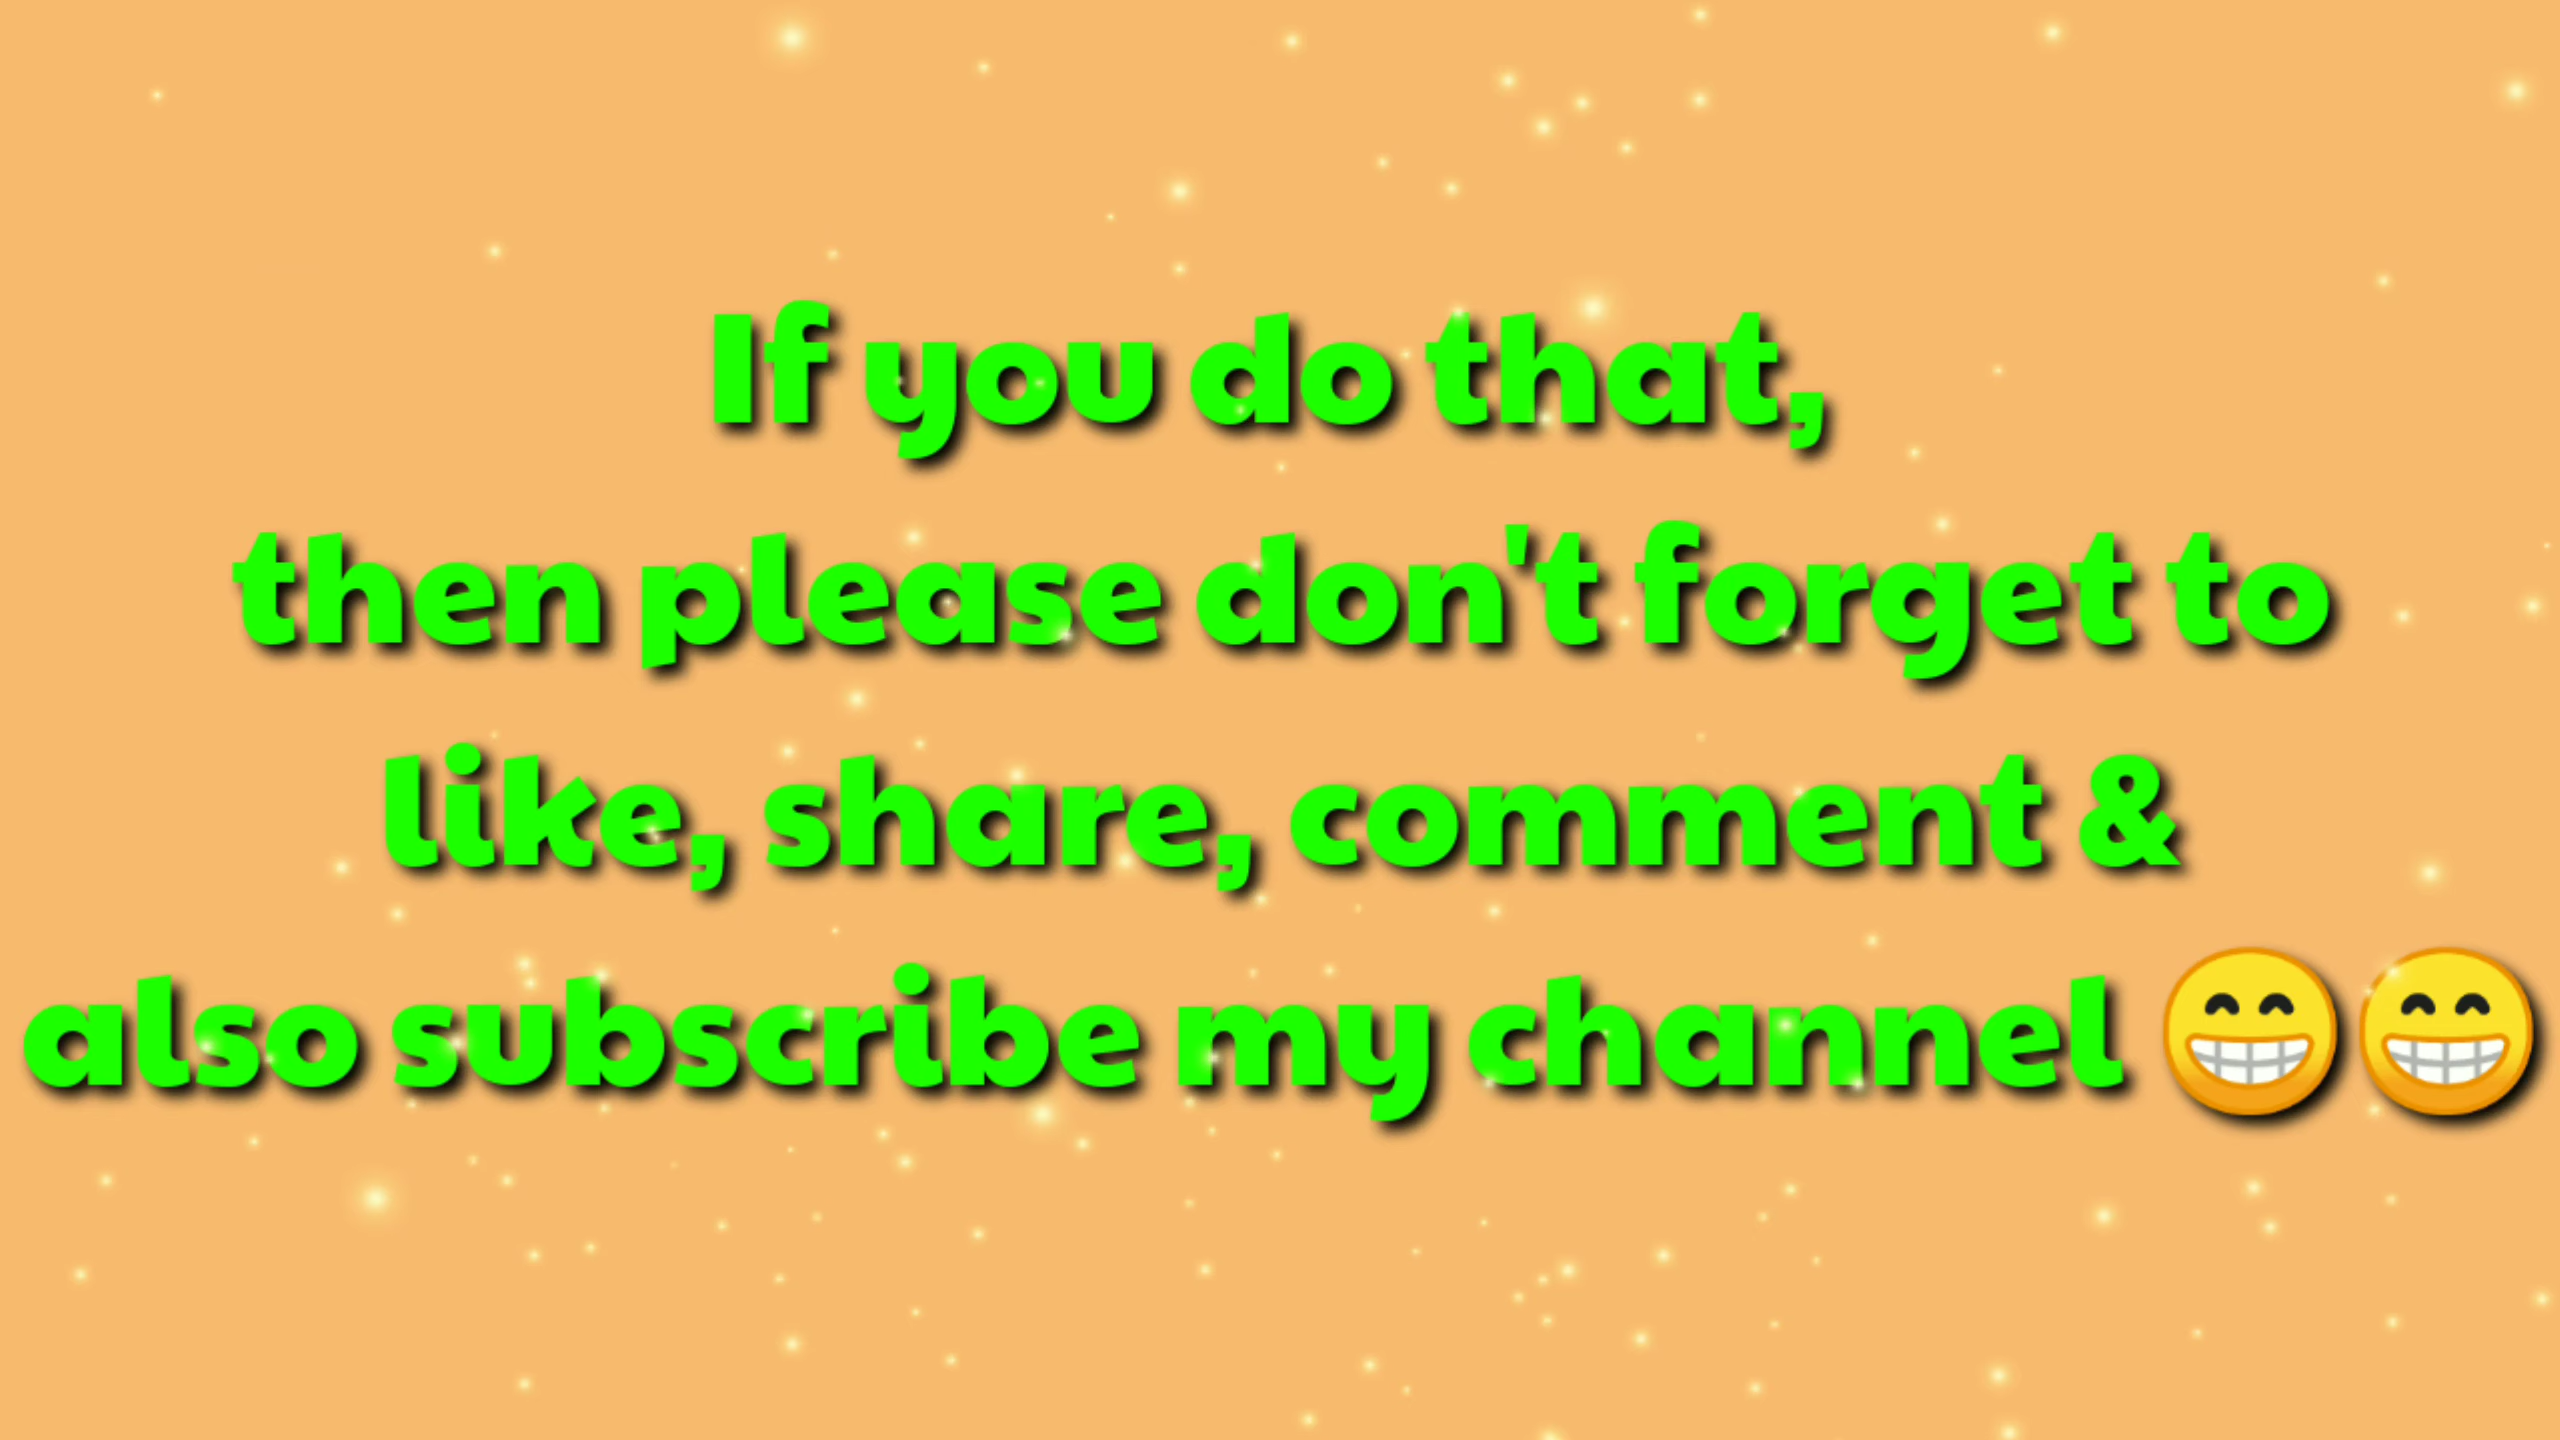 If you do that,
then please don't forget to
like, share, comment &
also subscribe my channel 😁😁